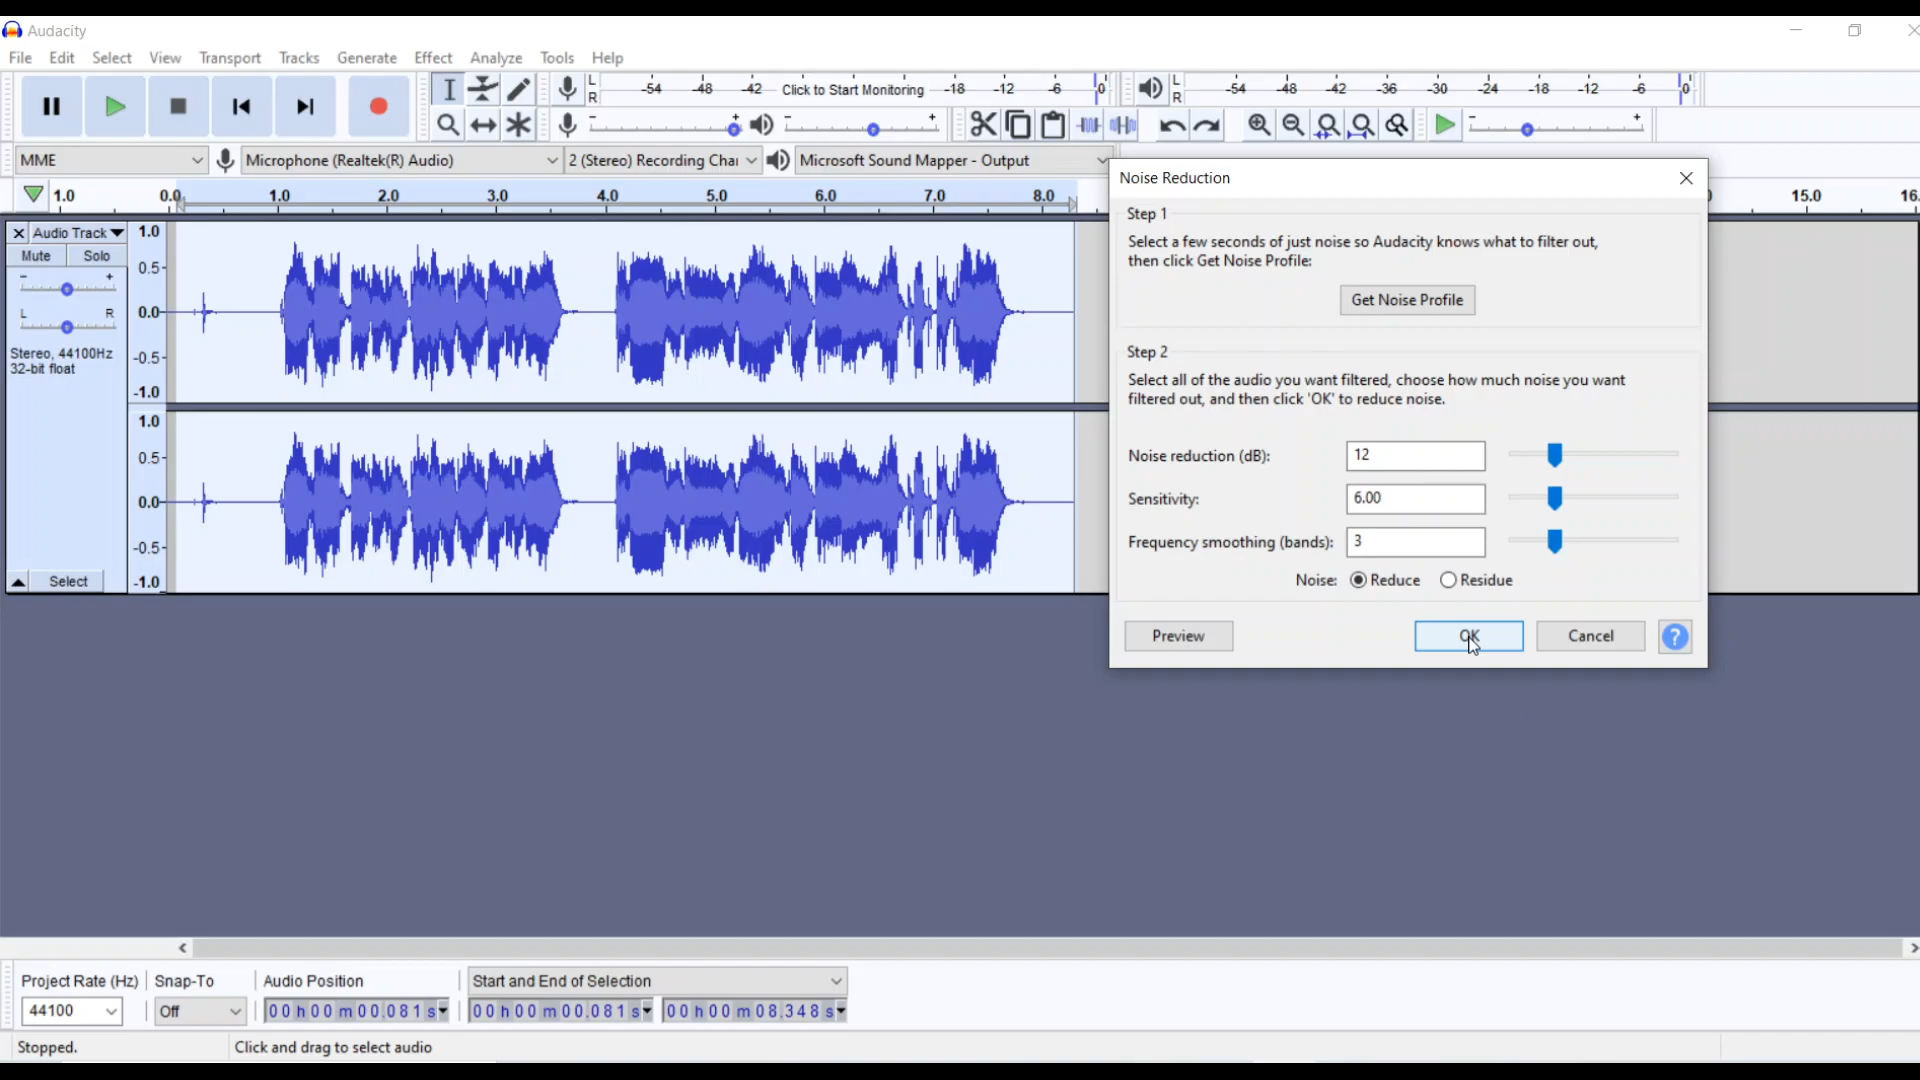 Audacity
File Edit Select View Transport Tracks Generate Effect Analyze Tools Help
L
R
-54 -48 -42 Click to Start Monitoring -18 -12 -6 0
L
R
-54 -48 -42 -36 -30 -24 -18 -12 -6 0
MME
Microphone (Realtek(R) Audio)
2 (Stereo) Recording Chai
Microsoft Sound Mapper - Output
1.0 0.0 1.0 2.0 3.0 4.0 5.0 6.0 7.0 8.0 15.0 16.
Audio Track
Mute Solo
- +
L R
Stereo, 44100Hz
32-bit float
Select
1.0
0.5
0.0
-0.5
-1.0
1.0
0.5
0.0
-0.5
-1.0
Noise Reduction
Step 1
Select a few seconds of just noise so Audacity knows what to filter out,
then click Get Noise Profile:
Get Noise Profile
Step 2
Select all of the audio you want filtered, choose how much noise you want
filtered out, and then click 'OK' to reduce noise.
Noise reduction (dB): 12
Sensitivity: 6.00
Frequency smoothing (bands): 3
Noise: Reduce Residue
Preview OK Cancel ?
Project Rate (Hz) Snap-To Audio Position Start and End of Selection
44100 Off 00 h 00 m 00.081 s 00 h 00 m 00.081 s 00 h 00 m 08.348 s
Stopped. Click and drag to select audio